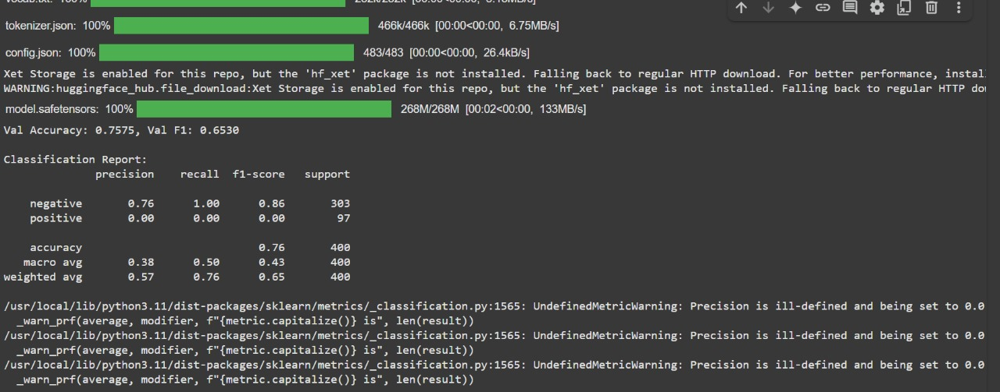 tokenizer.json: 100% 466k/466k [00:00<00:00, 6.75MB/s]
config.json: 100% 483/483 [00:00<00:00, 26.4kB/s]
Xet Storage is enabled for this repo, but the 'hf_xet' package is not installed. Falling back to regular HTTP download. For better performance, instal
WARNING:huggingface_hub.file_download:Xet Storage is enabled for this repo, but the 'hf_xet' package is not installed. Falling back to regular HTTP do
model.safetensors: 100% 268M/268M [00:02<00:00, 133MB/s]
Val Accuracy: 0.7575, Val F1: 0.6530
Classification Report:
precision recall f1-score support
negative 0.76 1.00 0.86 303
positive 0.00 0.00 0.00 97
accuracy 0.76 400
macro avg 0.38 0.50 0.43 400
weighted avg 0.57 0.76 0.65 400
/usr/local/lib/python3.11/dist-packages/sklearn/metrics/_classification.py:1565: UndefinedMetricWarning: Precision is ill-defined and being set to 0.0
_warn_prf(average, modifier, f"{metric.capitalize()} is", len(result))
/usr/local/lib/python3.11/dist-packages/sklearn/metrics/_classification.py:1565: UndefinedMetricWarning: Precision is ill-defined and being set to 0.0
_warn_prf(average, modifier, f"{metric.capitalize()} is", len(result))
/usr/local/lib/python3.11/dist-packages/sklearn/metrics/_classification.py:1565: UndefinedMetricWarning: Precision is ill-defined and being set to 0.0
_warn_prf(average, modifier, f"{metric.capitalize()} is", len(result))